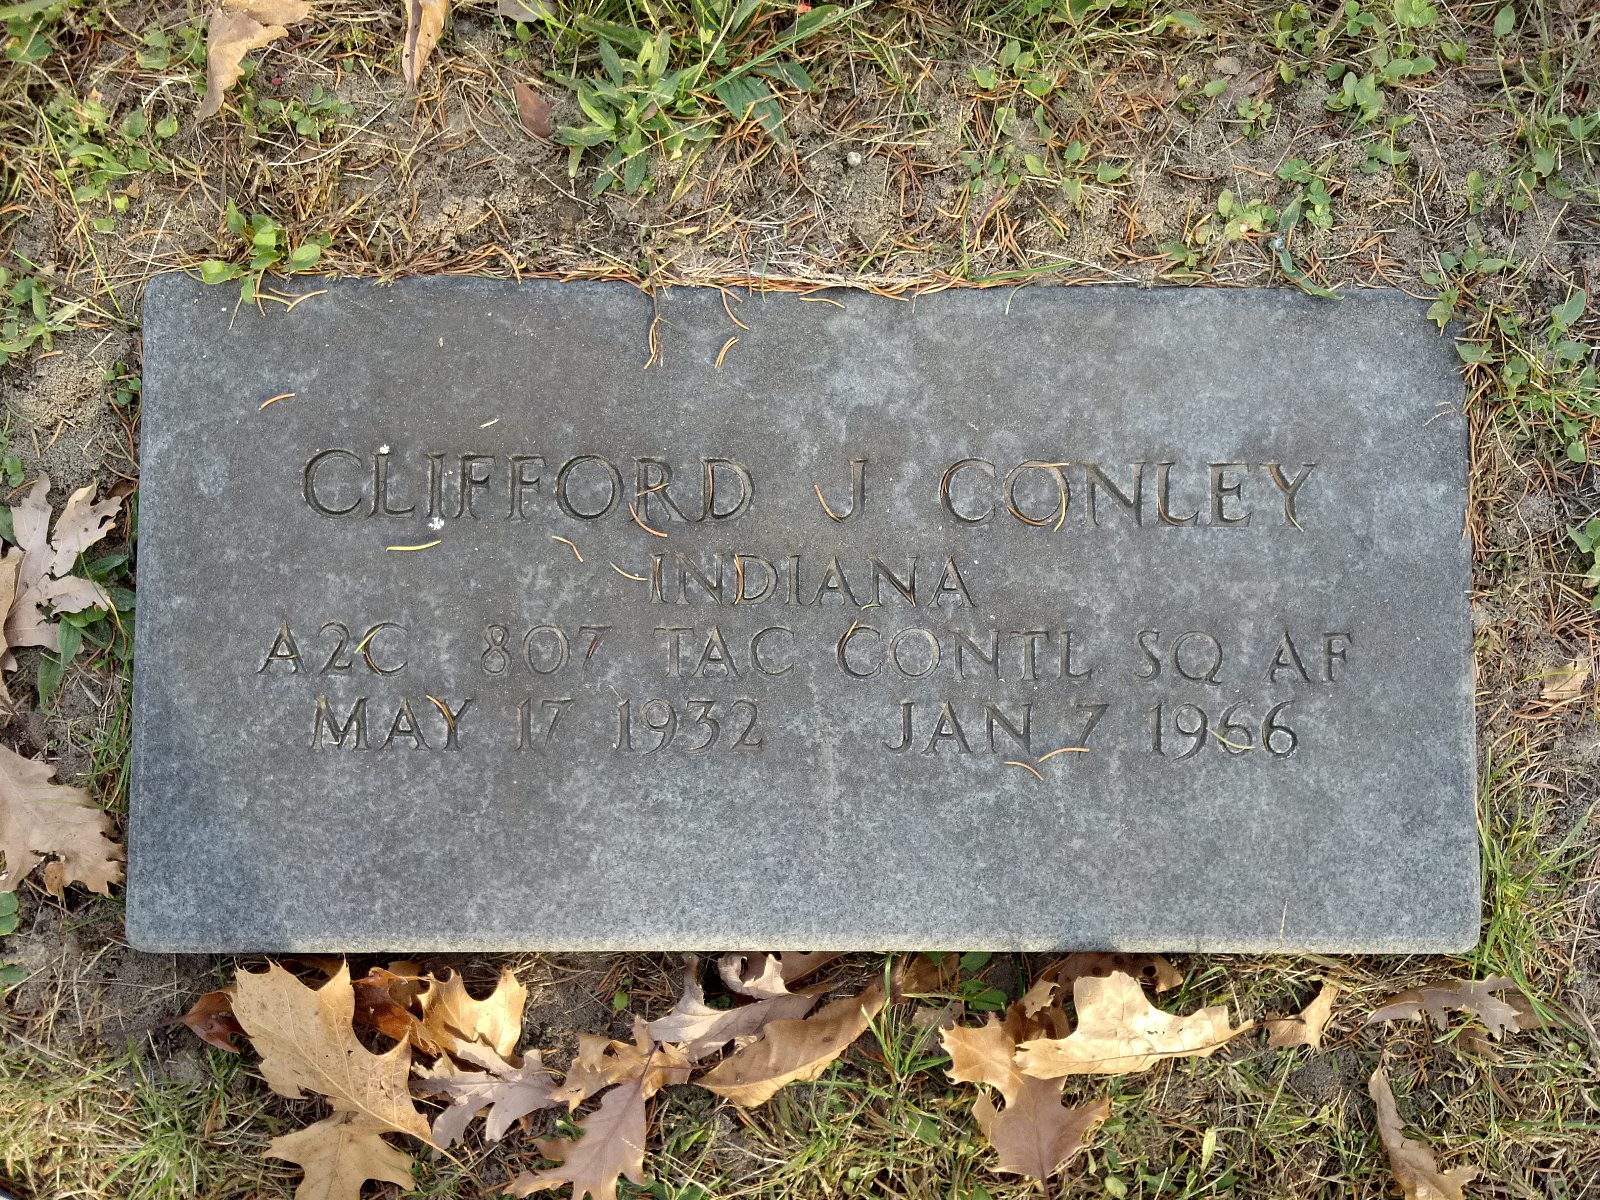 CLIFFORD J CONLEY
INDIANA
A2C 807 TAC CONTL SQ AF
MAY 17 1932 JAN 7 1966